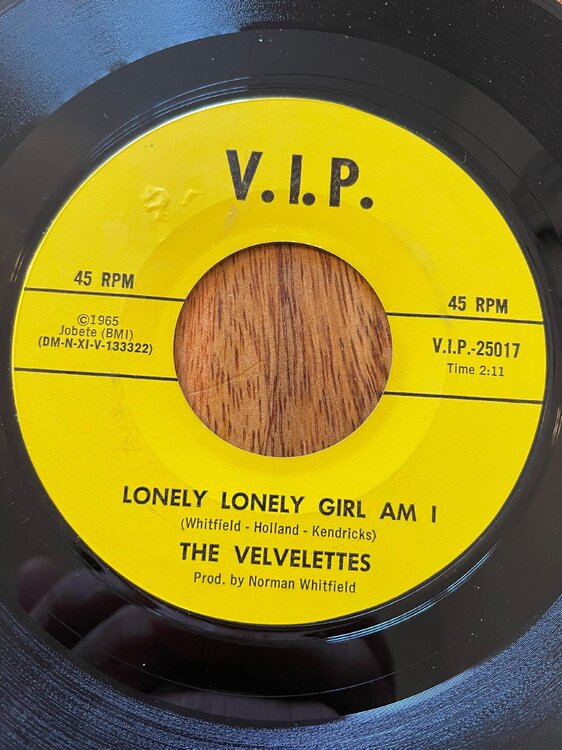 V.I.P.
45 RPM
45 RPM
©1965
Jobete (BMI)
(DM-N-XI-V-133322)
V.I.P.-25017
Time 2:11
LONELY LONELY GIRL AM I
(Whitfield - Holland - Kendricks)
THE VELVELETTES
Prod. by Norman Whitfield